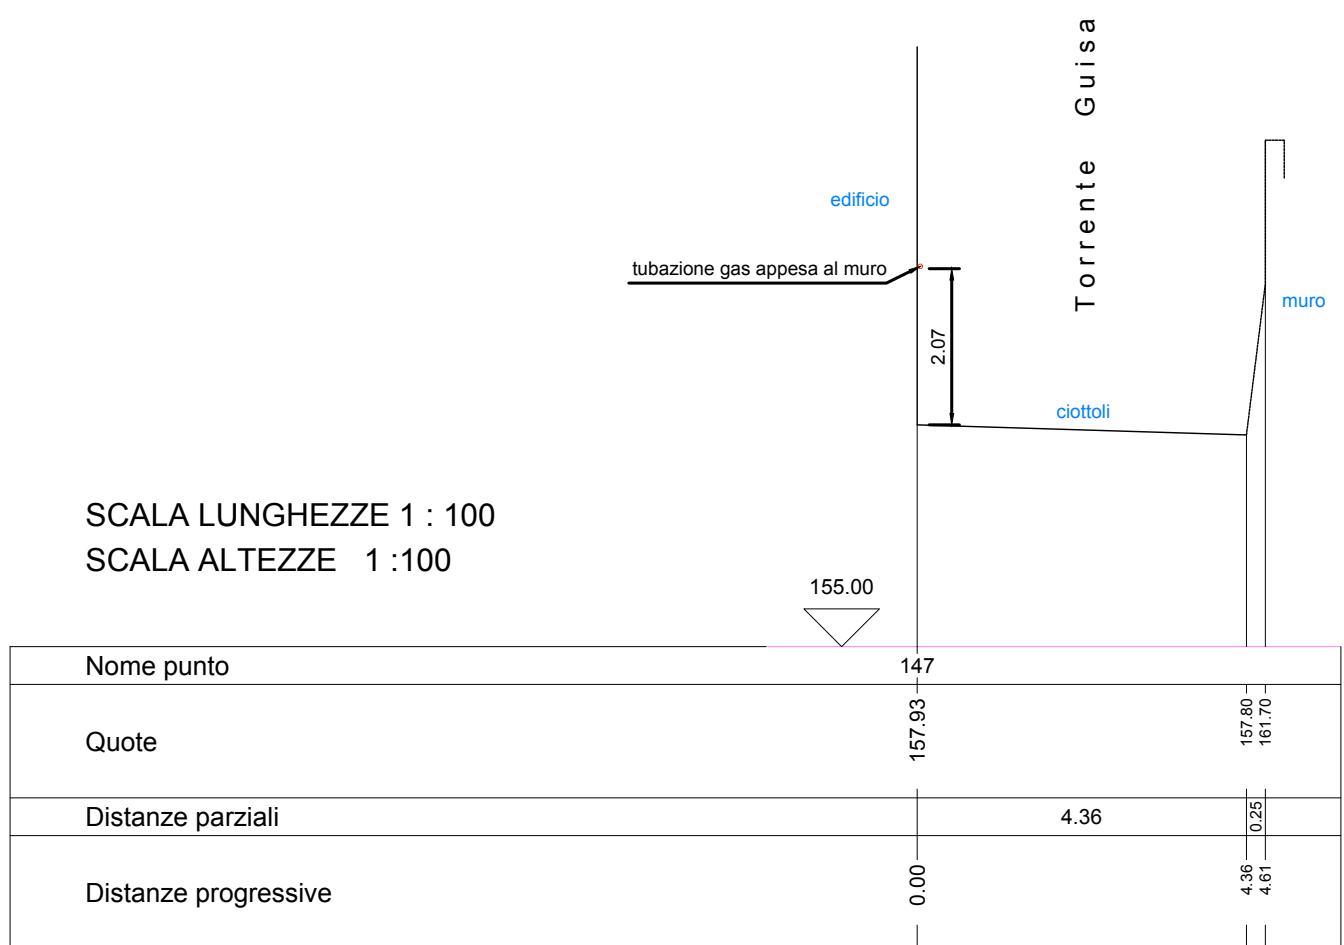 Torrente Guisa
edificio
tubazione gas appesa al muro
muro
2.07
ciottoli
SCALA LUNGHEZZE 1 : 100
SCALA ALTEZZE 1 :100
155.00
Nome punto 147
Quote 157.93 157.80 161.70
Distanze parziali 4.36 0.25
Distanze progressive 0.00 4.36 4.61